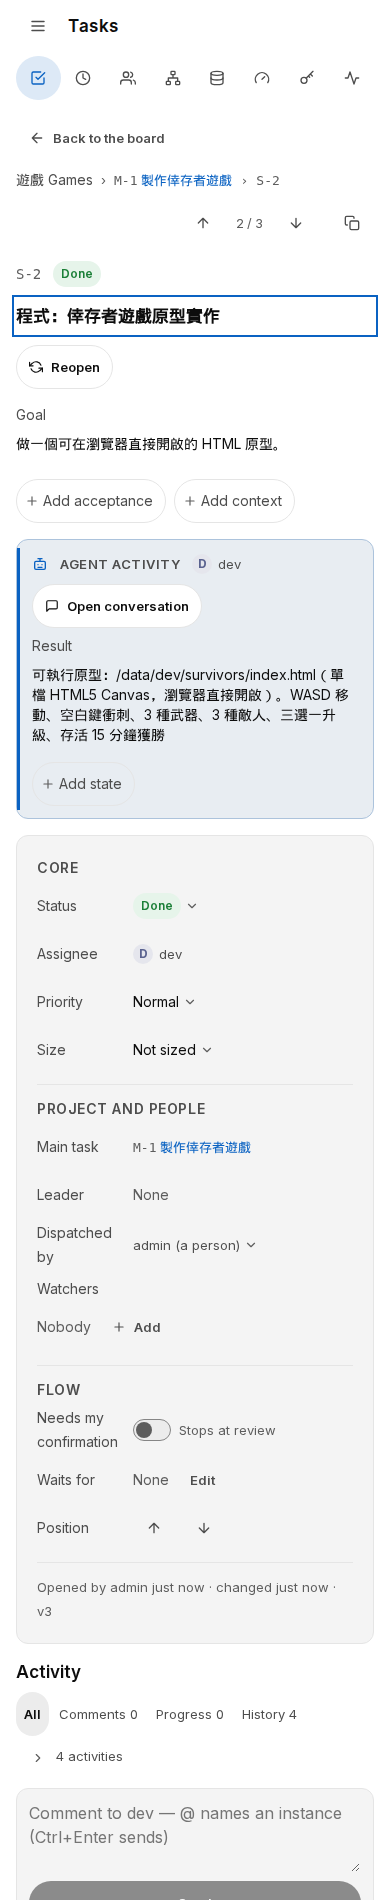 Tasks
Back to the board
遊戲 Games › M-1 製作倖存者遊戲 › S-2
2 / 3
S-2 Done
程式：倖存者遊戲原型實作
Reopen
Goal
做一個可在瀏覽器直接開啟的 HTML 原型。
Add acceptance Add context
AGENT ACTIVITY D dev
Open conversation
Result
可執行原型：/data/dev/survivors/index.html（單
檔 HTML5 Canvas，瀏覽器直接開啟）。WASD 移
動、空白鍵衝刺、3 種武器、3 種敵人、三選一升
級、存活 15 分鐘獲勝
Add state
CORE
Status Done
Assignee D dev
Priority Normal
Size Not sized
PROJECT AND PEOPLE
Main task M-1 製作倖存者遊戲
Leader None
Dispatched by admin (a person)
Watchers
Nobody Add
FLOW
Needs my confirmation Stops at review
Waits for None Edit
Position
Opened by admin just now · changed just now ·
v3
Activity
All Comments 0 Progress 0 History 4
4 activities
Comment to dev — @ names an instance
(Ctrl+Enter sends)